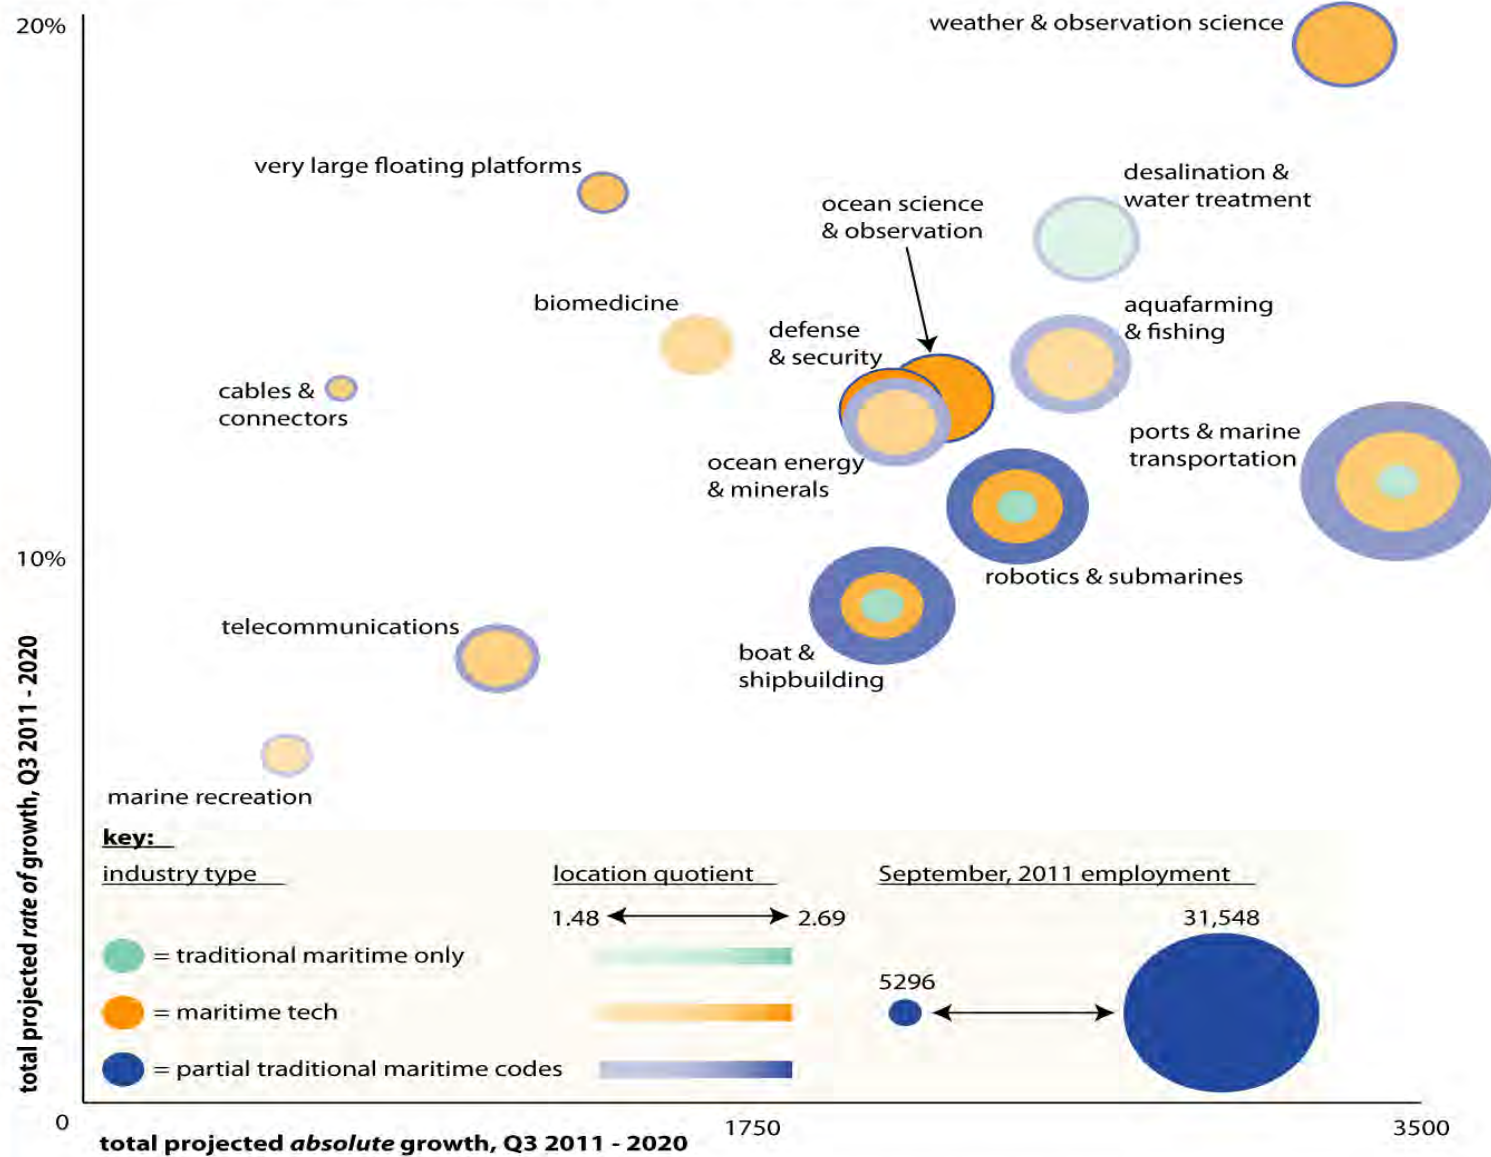 20%
weather & observation science
very large floating platforms
desalination &
water treatment
ocean science
& observation
biomedicine
aquafarming
& fishing
defense
& security
cables &
connectors
ports & marine
transportation
ocean energy
& minerals
10%
robotics & submarines
telecommunications
boat &
shipbuilding
marine recreation
total projected rate of growth, Q3 2011 - 2020
key:
industry type
location quotient
September, 2011 employment
1.48
2.69
31,548
= traditional maritime only
5296
= maritime tech
= partial traditional maritime codes
0
1750
3500
total projected absolute growth, Q3 2011 - 2020